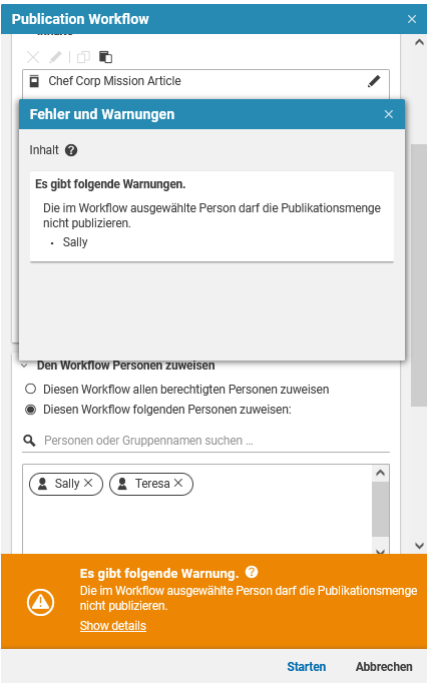 Publication Workflow
Inhalte
Chef Corp Mission Article
Fehler und Warnungen
Inhalt
Es gibt folgende Warnungen.
Die im Workflow ausgewählte Person darf die Publikationsmenge
nicht publizieren.
• Sally
Den Workflow Personen zuweisen
Diesen Workflow allen berechtigten Personen zuweisen
Diesen Workflow folgenden Personen zuweisen:
Personen oder Gruppennamen suchen ...
Sally Teresa
Es gibt folgende Warnung.
Die im Workflow ausgewählte Person darf die Publikationsmenge
nicht publizieren.
Show details
Starten Abbrechen